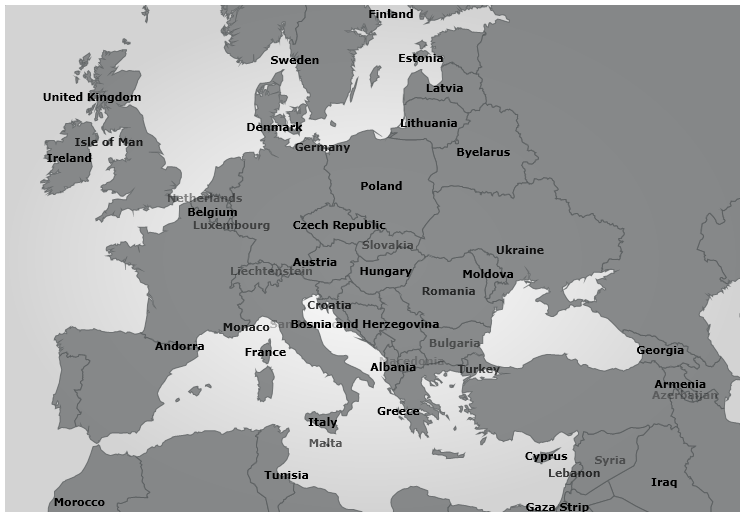 Finland
Sweden
Estonia
Latvia
United Kingdom
Lithuania
Denmark
Isle of Man
Germany
Ireland
Byelarus
Poland
Netherlands
Belgium
Luxembourg
Czech Republic
Slovakia
Ukraine
Austria
Liechtenstein
Hungary
Moldova
Romania
Croatia
Monaco
Bosnia and Herzegovina
Andorra
France
Bulgaria
Georgia
Macedonia
Albania
Turkey
Armenia
Azerbaijan
Greece
Italy
Malta
Cyprus
Syria
Lebanon
Tunisia
Iraq
Morocco
Gaza Strip